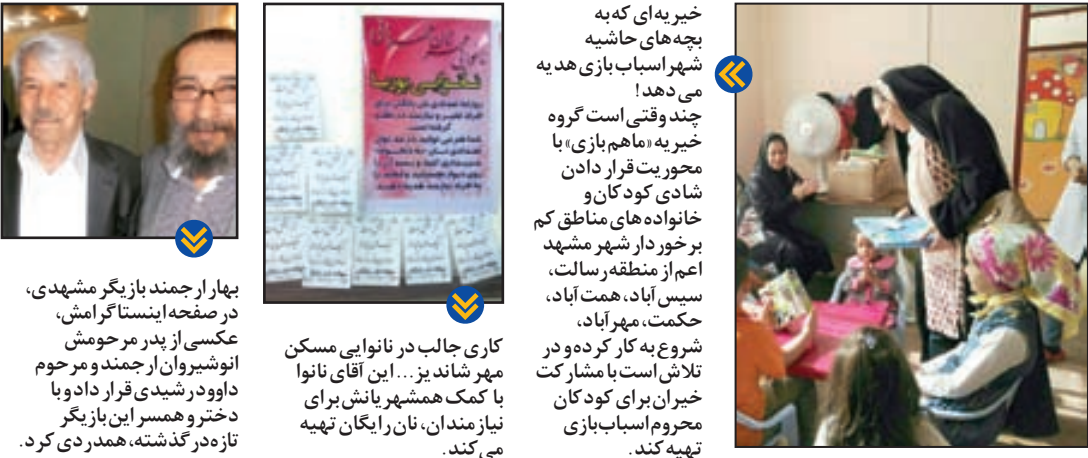 خیریه‌ای که به
بچه‌های حاشیه
شهر اسباب بازی هدیه
می‌دهد!
چند وقتی است گروه
خیریه «ماهم بازی» با
محوریت قرار دادن
شادی کودکان و
خانواده‌های مناطق کم
برخوردار شهر مشهد
اعم از منطقه رسالت،
سیس آباد، همت آباد،
حکمت، مهرآباد،
شروع به کار کرده و در
تلاش است با مشارکت
خیران برای کودکان
محروم اسباب‌بازی
تهیه کند.
نانوایی پویا
کاری جالب در نانوایی مسکن
مهر شاندیز... این آقای نانوا
با کمک همشهریانش برای
نیازمندان، نان رایگان تهیه
می‌کند.
بهار ارجمند بازیگر مشهدی،
در صفحه اینستاگرامش،
عکسی از پدر مرحومش
انوشیروان ارجمند و مرحوم
داوود رشیدی قرار داد و با
دختر و همسر این بازیگر
تازه درگذشته، همدردی کرد.